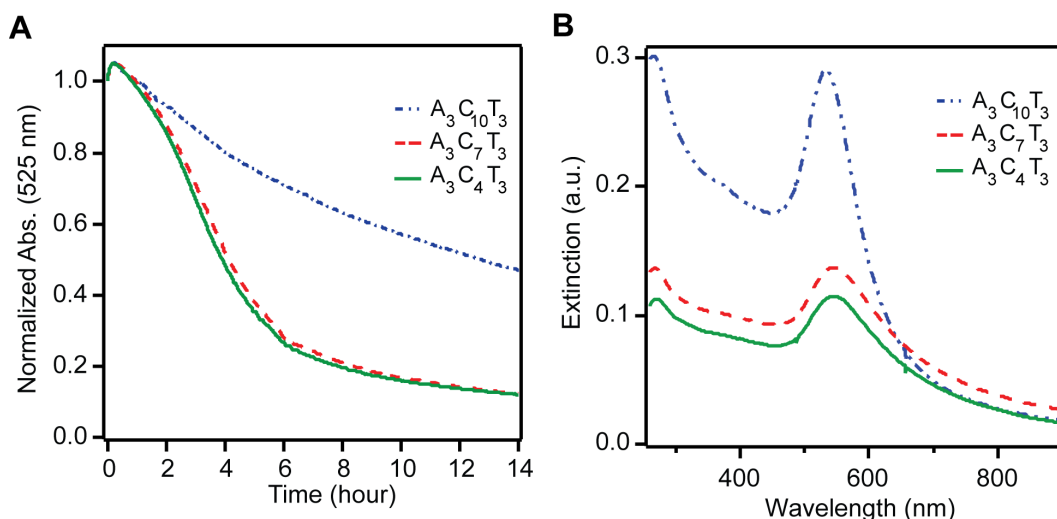 A
Normalized Abs. (525 nm)
1.0
0.8
0.6
0.4
0.2
0.0
A₃C₁₀T₃
A₃C₇T₃
A₃C₄T₃
0 2 4 6 8 10 12 14
Time (hour)
B
Extinction (a.u.)
0.3
0.2
0.1
0.0
A₃C₁₀T₃
A₃C₇T₃
A₃C₄T₃
400 600 800
Wavelength (nm)